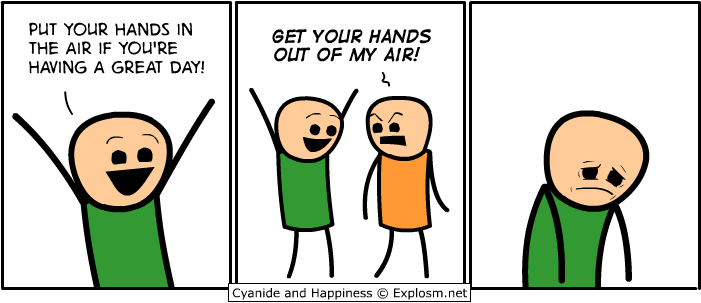 PUT YOUR HANDS IN
THE AIR IF YOU'RE
HAVING A GREAT DAY!
GET YOUR HANDS
OUT OF MY AIR!
Cyanide and Happiness © Explosm.net